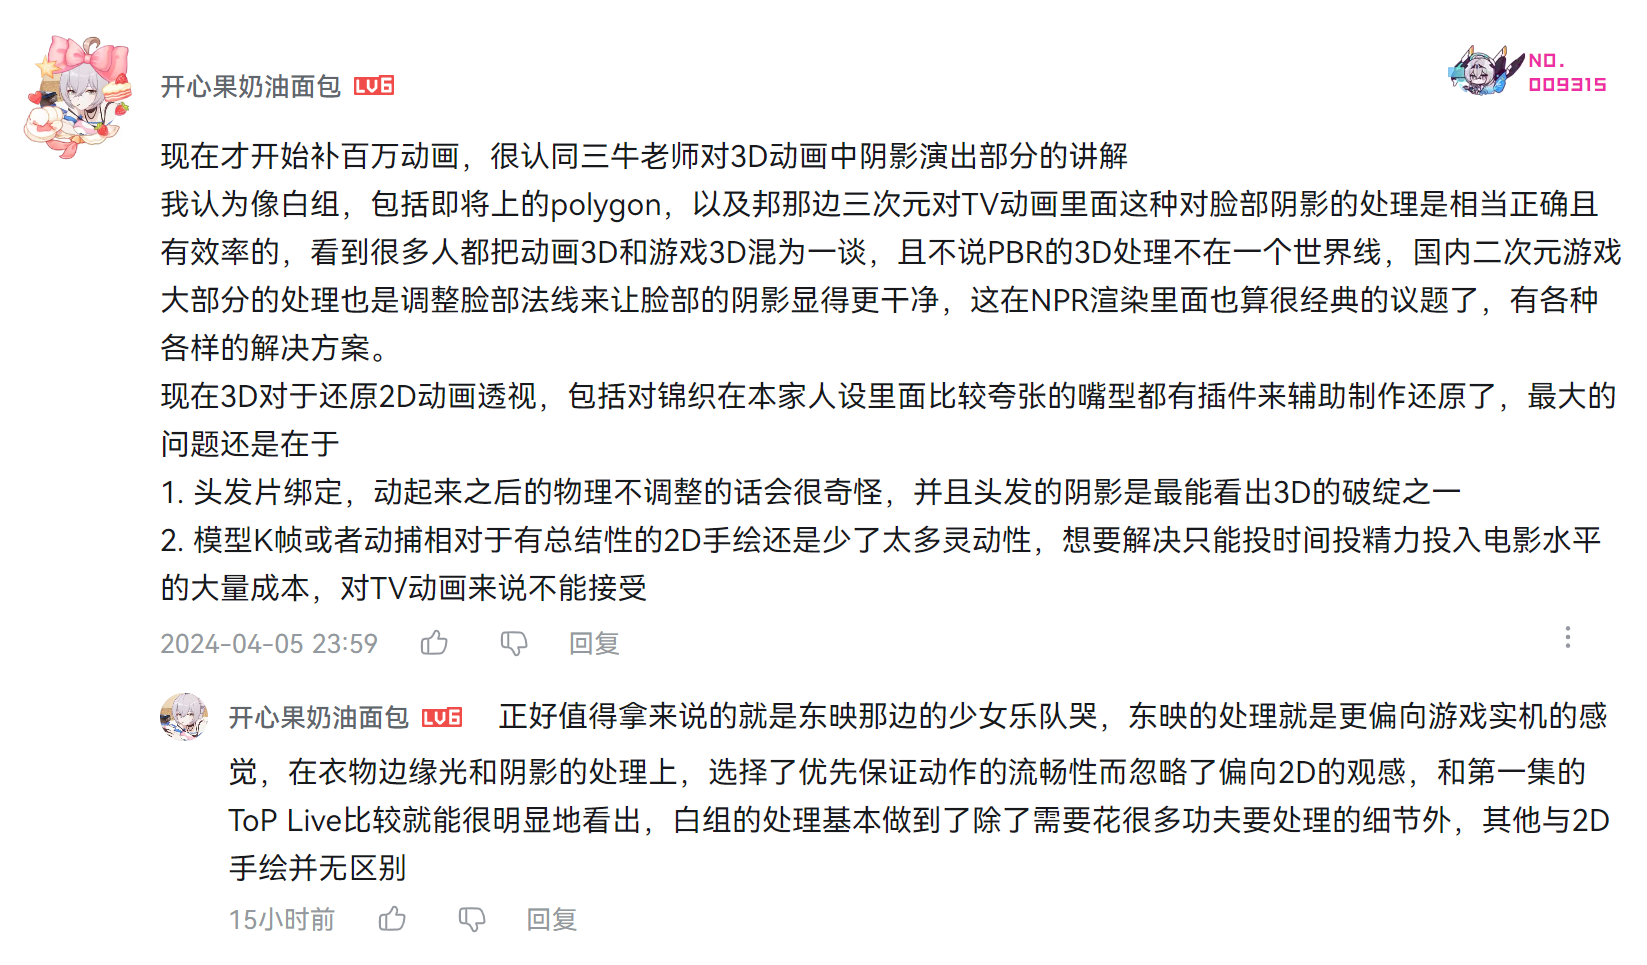 开心果奶油面包 LV6
NO.
009315
现在才开始补百万动画，很认同三牛老师对3D动画中阴影演出部分的讲解
我认为像白组，包括即将上的polygon，以及邦那边三次元对TV动画里面这种对脸部阴影的处理是相当正确且
有效率的，看到很多人都把动画3D和游戏3D混为一谈，且不说PBR的3D处理不在一个世界线，国内二次元游戏
大部分的处理也是调整脸部法线来让脸部的阴影显得更干净，这在NPR渲染里面也算很经典的议题了，有各种
各样的解决方案。
现在3D对于还原2D动画透视，包括对锦织在本家人设里面比较夸张的嘴型都有插件来辅助制作还原了，最大的
问题还是在于
1. 头发片绑定，动起来之后的物理不调整的话会很奇怪，并且头发的阴影是最能看出3D的破绽之一
2. 模型K帧或者动捕相对于有总结性的2D手绘还是少了太多灵动性，想要解决只能投时间投精力投入电影水平
的大量成本，对TV动画来说不能接受
2024-04-05 23:59 回复
开心果奶油面包 LV6 正好值得拿来说的就是东映那边的少女乐队哭，东映的处理就是更偏向游戏实机的感
觉，在衣物边缘光和阴影的处理上，选择了优先保证动作的流畅性而忽略了偏向2D的观感，和第一集的
ToP Live比较就能很明显地看出，白组的处理基本做到了除了需要花很多功夫要处理的细节外，其他与2D
手绘并无区别
15小时前 回复